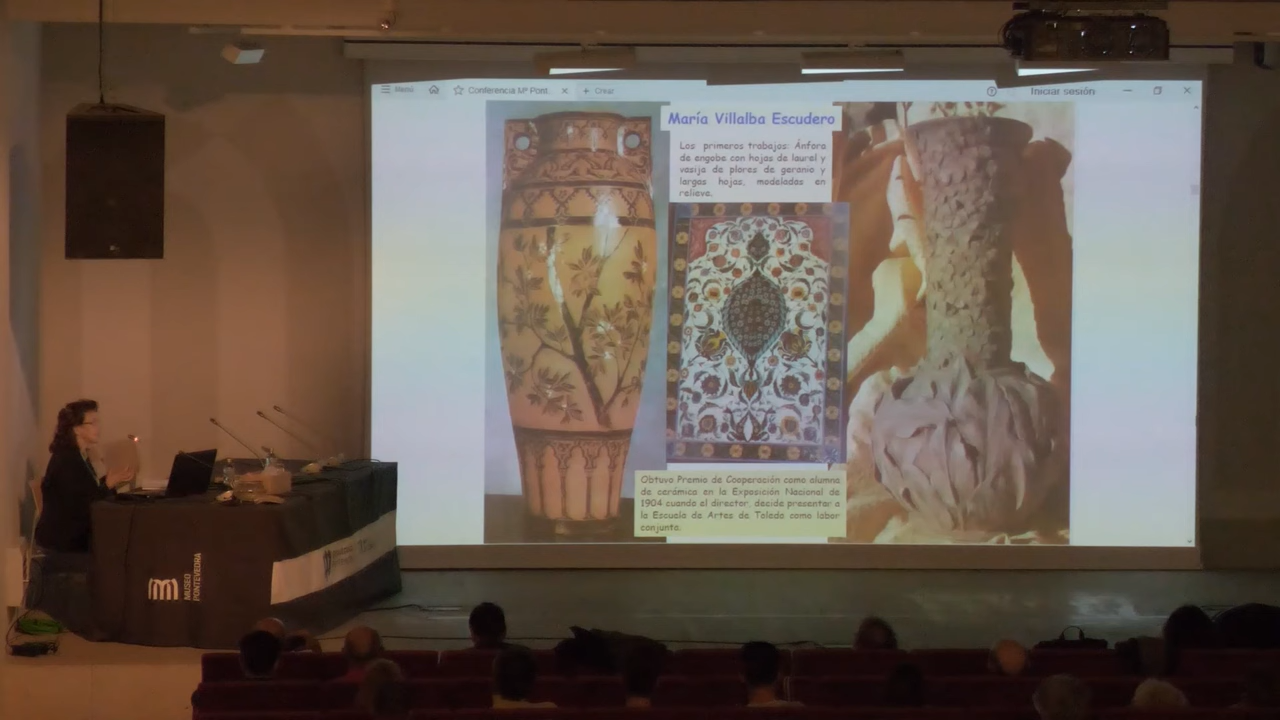 Menú
Conferencia Mª Pont.
Crear
Iniciar sesión
María Villalba Escudero
Los primeros trabajos: Ánfora
de engobe con hojas de laurel y
vasija de plores de geranio y
largas hojas, modeladas en
relieve.
Obtuvo Premio de Cooperación como alumna
de cerámica en la Exposición Nacional de
1904 cuando el director, decide presentar a
la Escuela de Artes de Toledo como labor
conjunta.
MUSEO
PONTEVEDRA